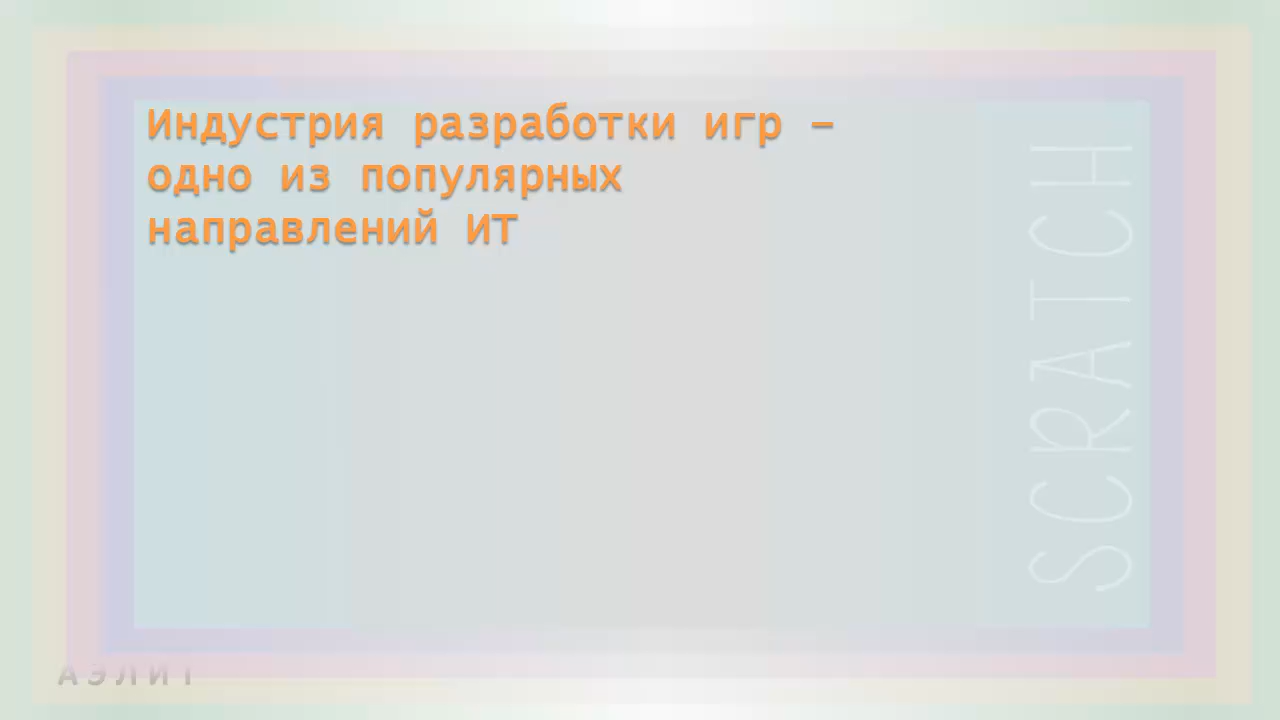 Индустрия разработки игр –
одно из популярных
направлений ИТ
SCRATCH